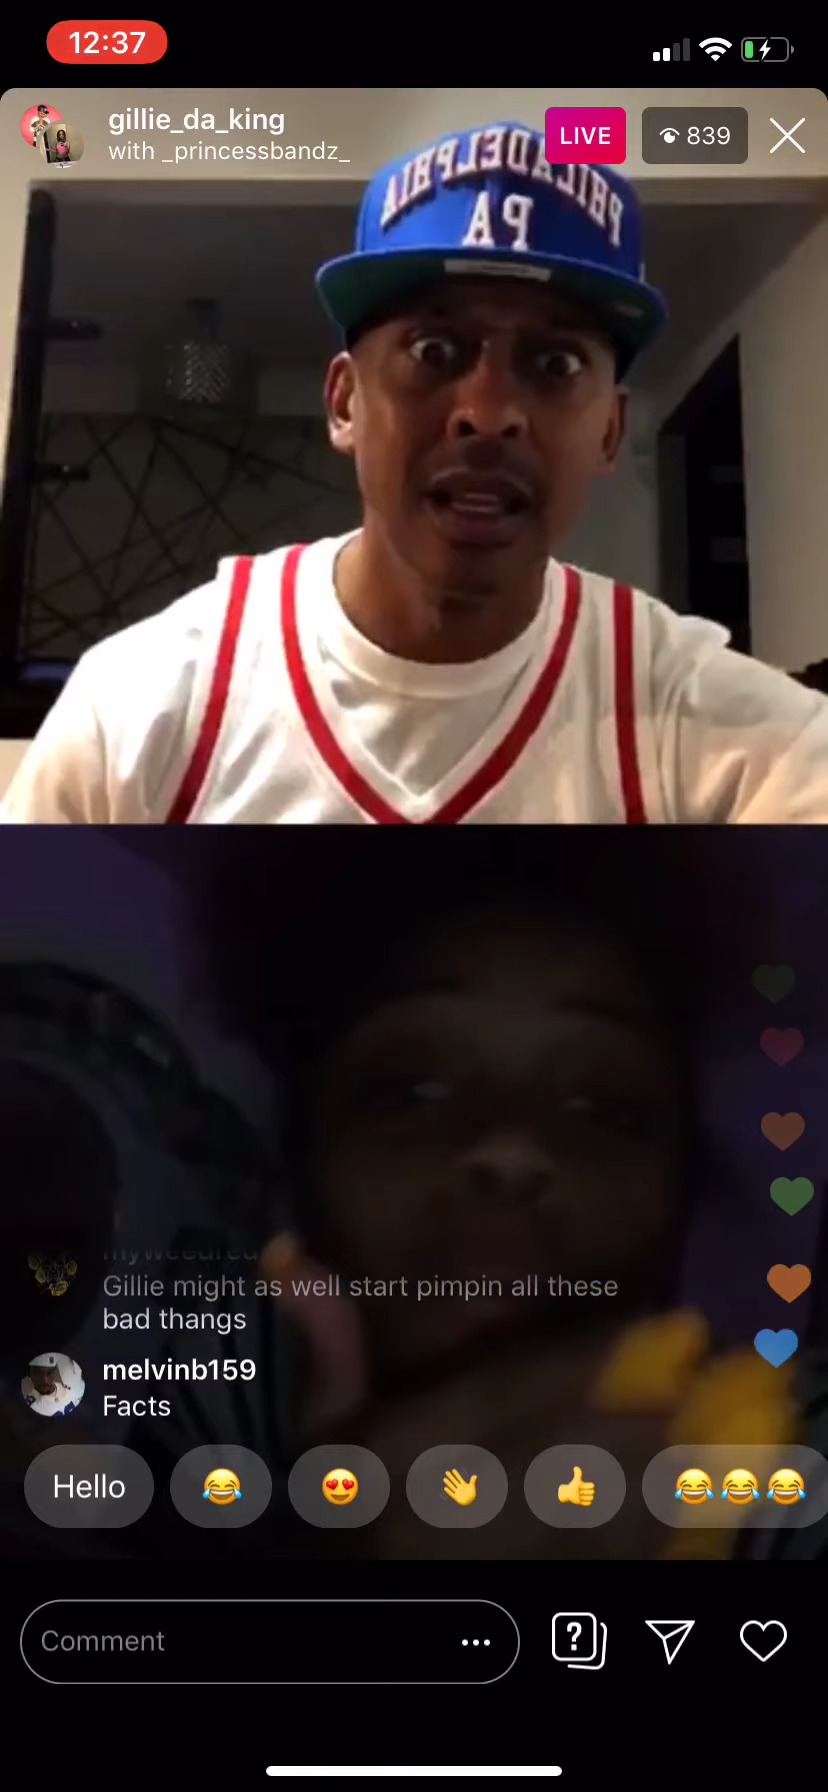 12:37
gillie_da_king
with _princessbandz_
LIVE
839
PHILADELPHIA
PA
Gillie might as well start pimpin all these
bad thangs
melvinb159
Facts
Hello
Comment